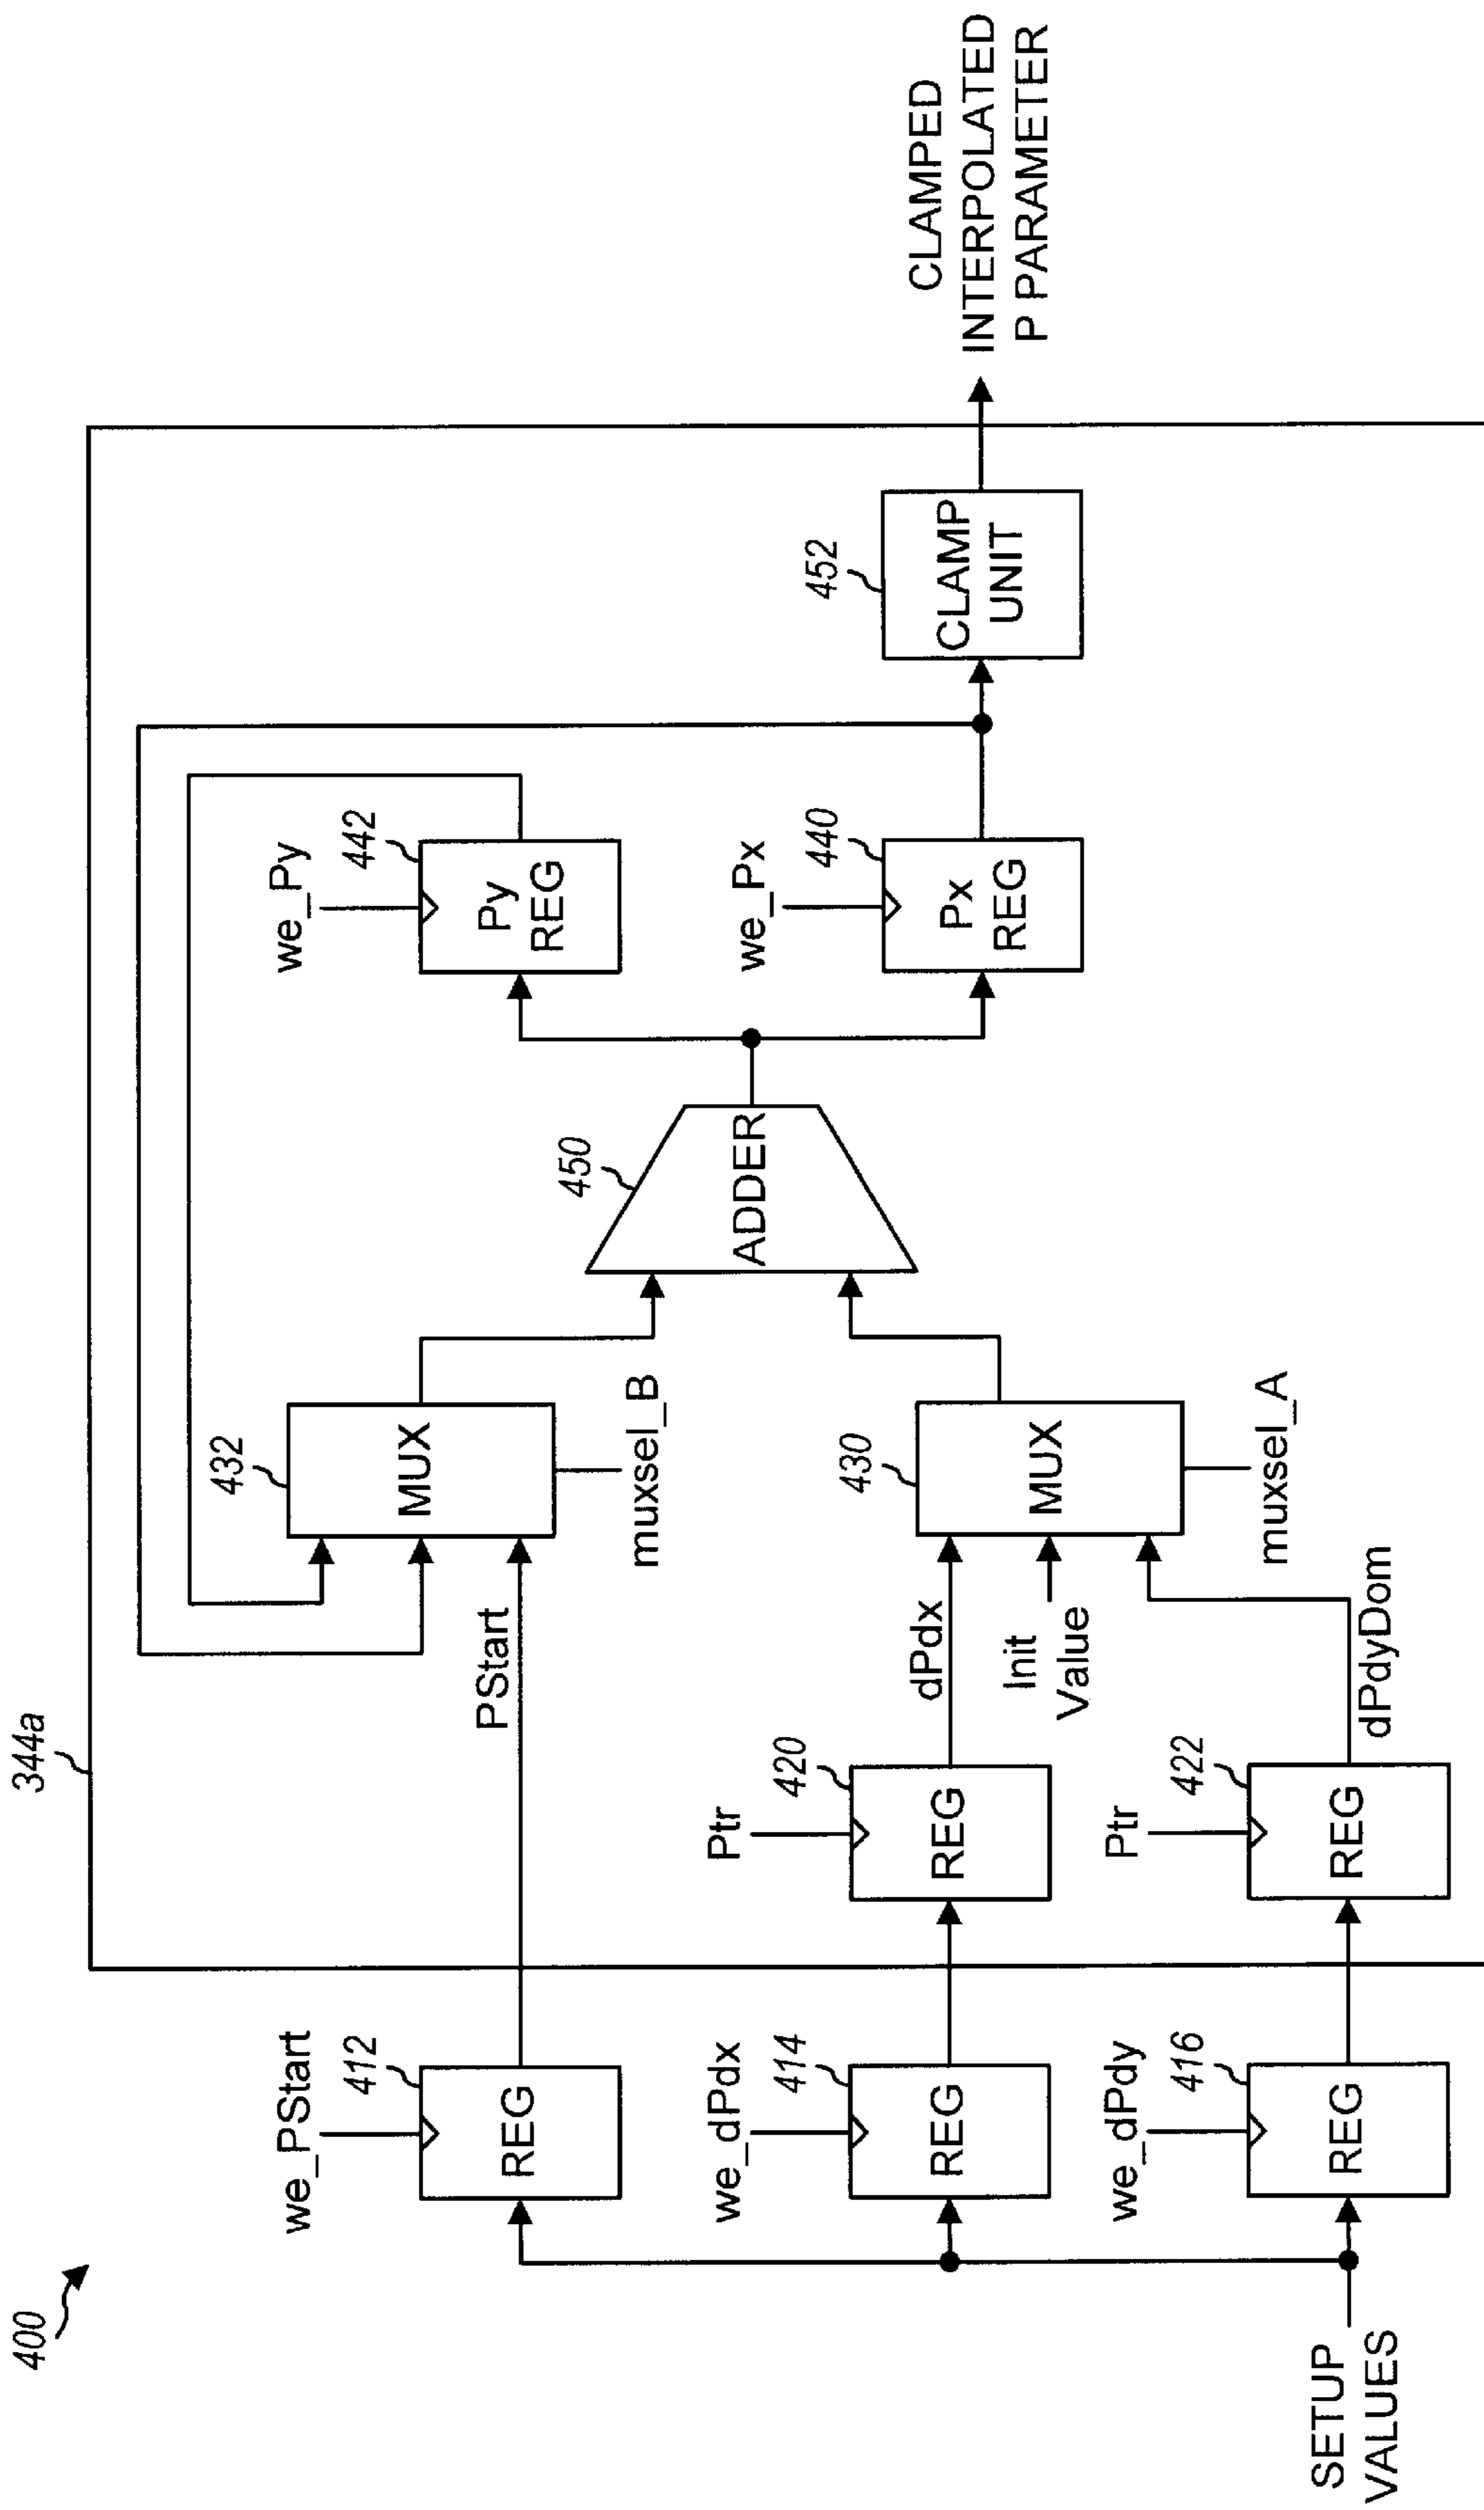 400
344a
SETUP
VALUES
we_PStart
412
REG
we_dPdx
414
REG
we_dPdy
416
REG
PStart
Ptr
420
REG
dPdx
Init
Value
Ptr
422
REG
dPdyDom
432
MUX
muxsel_B
430
MUX
muxsel_A
450
ADDER
we_Py
442
Py
REG
we_Px
440
Px
REG
452
CLAMP
UNIT
CLAMPED
INTERPOLATED
P PARAMETER